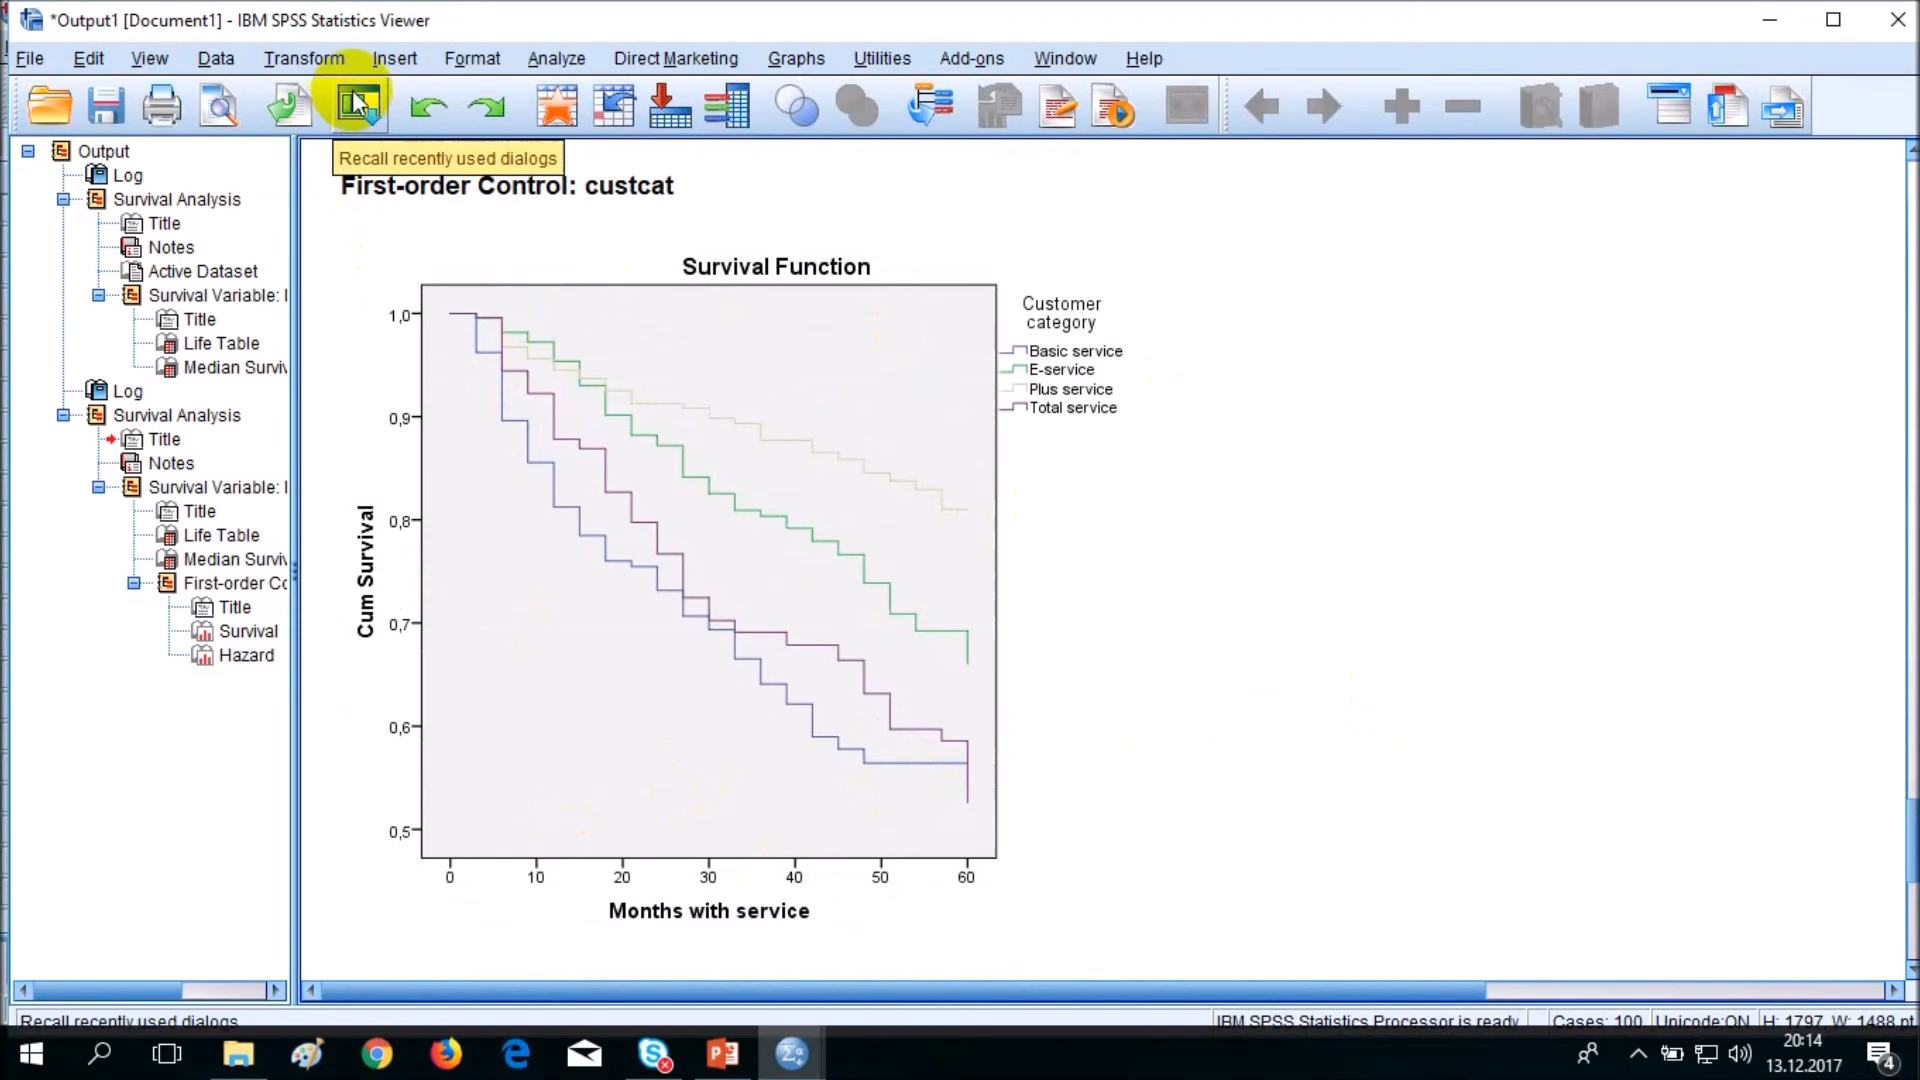 *Output1 [Document1] - IBM SPSS Statistics Viewer
File Edit View Data Transform Insert Format Analyze Direct Marketing Graphs Utilities Add-ons Window Help
Recall recently used dialogs
Output
Log
Survival Analysis
Title
Notes
Active Dataset
Survival Variable: 
Title
Life Table
Median Surviv
Log
Survival Analysis
Title
Notes
Survival Variable: 
Title
Life Table
Median Surviv
First-order Co
Title
Survival
Hazard
First-order Control: custcat
Survival Function
Customer
category
Basic service
E-service
Plus service
Total service
Cum Survival
1,0
0,9
0,8
0,7
0,6
0,5
0 10 20 30 40 50 60
Months with service
Recall recently used dialogs
IBM SPSS Statistics Processor is ready Cases: 100 Unicode:ON H: 1797, W: 1488 pt
20:14
13.12.2017
4